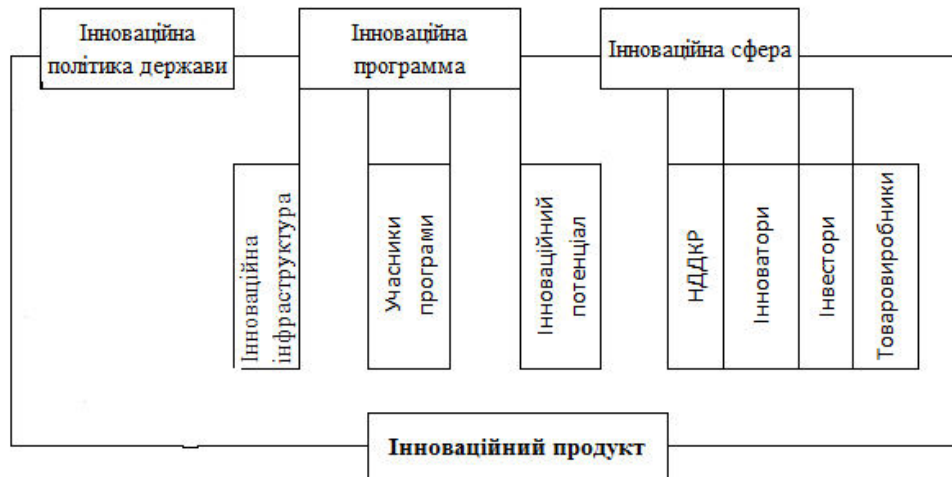 Інноваційна
політика держави
Інноваційна
программа
Інноваційна сфера
Інноваційна
інфраструктура
Учасники
програми
Інноваційний
потенціал
НДДКР
Інноватори
Інвестори
Товаровиробники
Інноваційний продукт